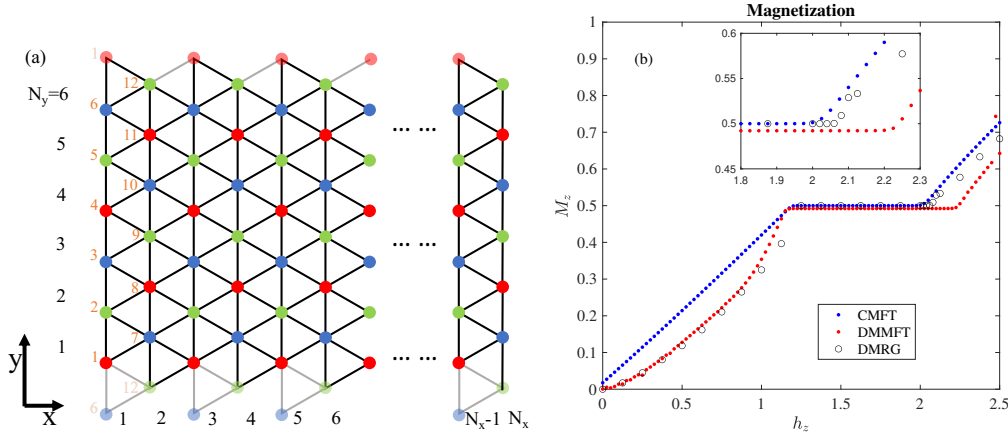 (a)
1
12
N_y=6
6
11
5
5
10
4
4
9
3
3
8
2
2
7
1
1
12
6
y
x
1 2 3 4 5 6 N_x-1 N_x
... ...
... ...
... ...
Magnetization
(b)
M_z
1
0.9
0.8
0.7
0.6
0.5
0.4
0.3
0.2
0.1
0
0 0.5 1 1.5 2 2.5
h_z
0.6
0.5
0.45
1.8 1.9 2 2.1 2.2 2.3
CMFT
DMMFT
DMRG